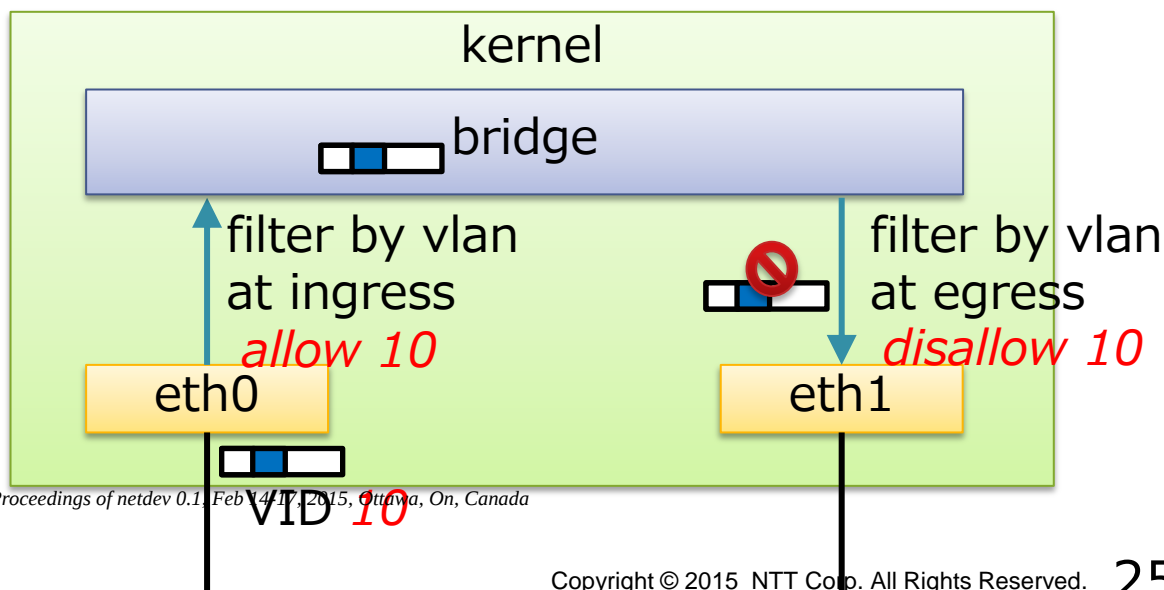 kernel
bridge
filter by vlan
at ingress
allow 10
filter by vlan
at egress
disallow 10
eth0
eth1
Proceedings of netdev 0.1, Feb 14-17, 2015, Ottawa, On, Canada
VID 10
Copyright © 2015 NTT Corp. All Rights Reserved.
25